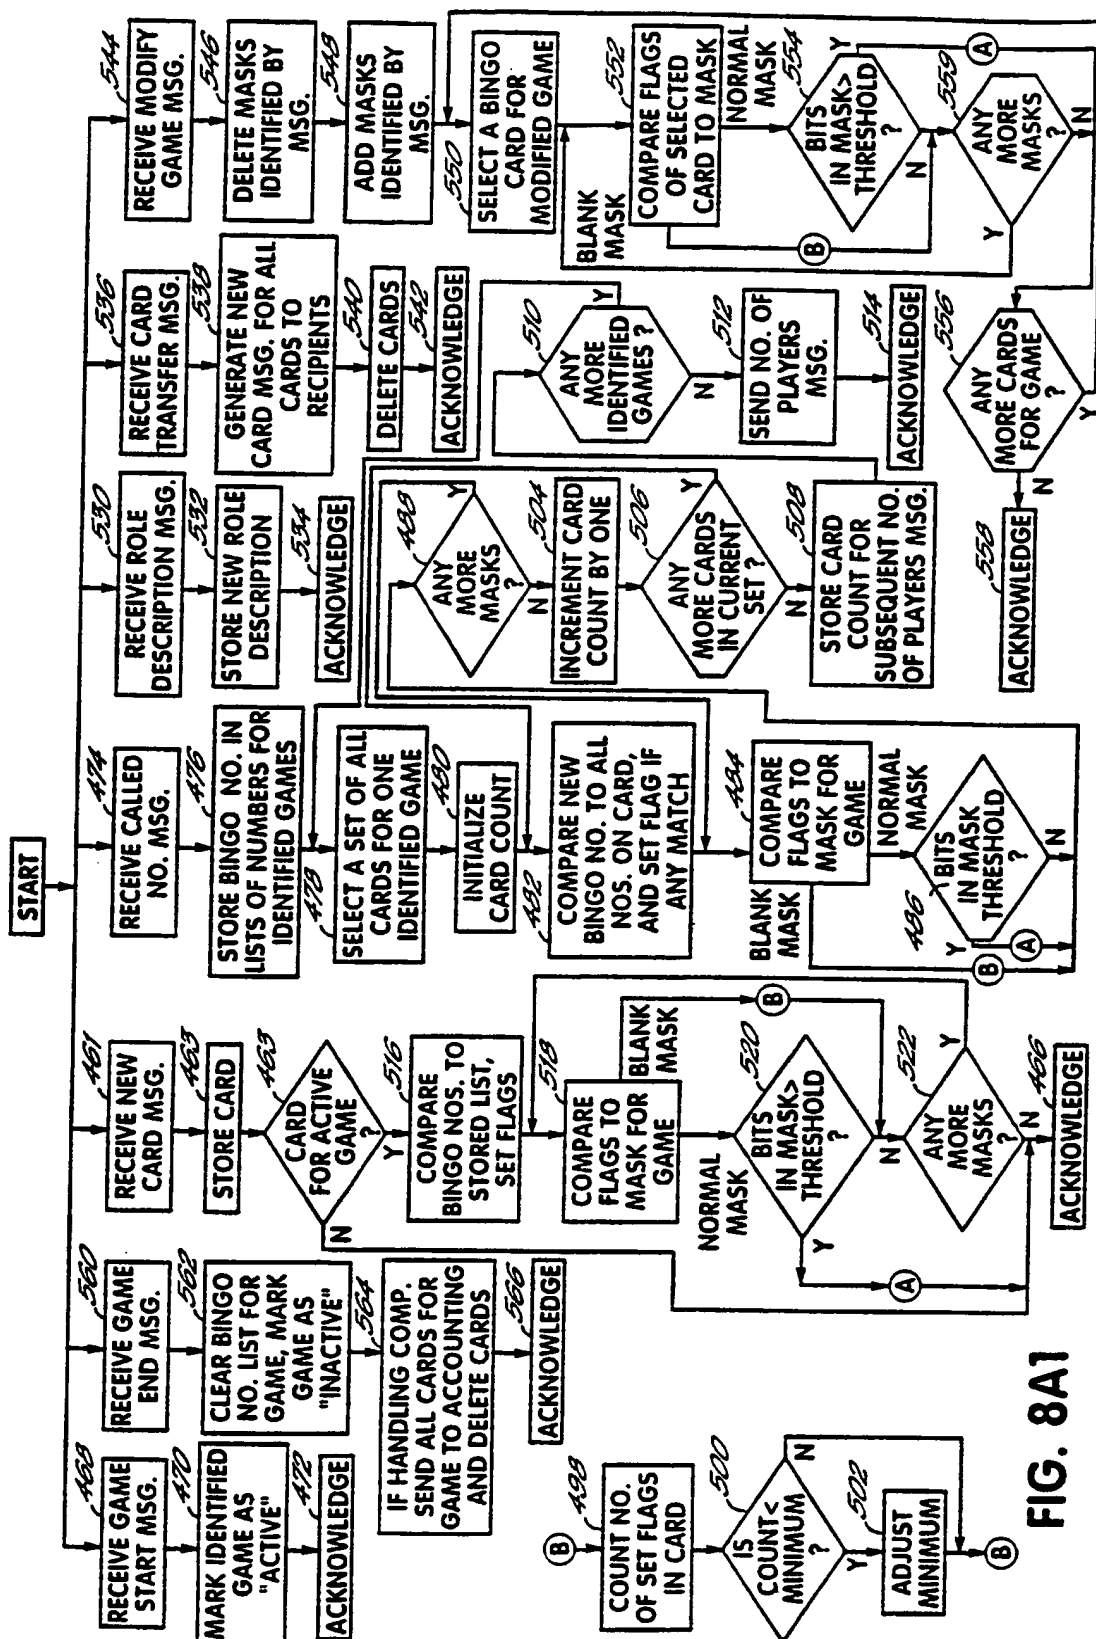 START
468
RECEIVE GAME
START MSG.
470
MARK IDENTIFIED
GAME AS
"ACTIVE"
472
ACKNOWLEDGE
560
RECEIVE GAME
END MSG.
562
CLEAR BINGO
NO. LIST FOR
GAME, MARK
GAME AS
"INACTIVE"
564
IF HANDLING COMP.
SEND ALL CARDS FOR
GAME TO ACCOUNTING
AND DELETE CARDS
566
ACKNOWLEDGE
461
RECEIVE NEW
CARD MSG.
463
STORE CARD
463
CARD
FOR ACTIVE
GAME
?
N
Y
516
COMPARE
BINGO NOS. TO
STORED LIST,
SET FLAGS
518
COMPARE
FLAGS TO
MASK FOR
GAME
BLANK
MASK
B
NORMAL
MASK
520
BITS
IN MASK>
THRESHOLD
?
Y
A
N
522
ANY
MORE
MASKS
?
Y
N
466
ACKNOWLEDGE
474
RECEIVE CALLED
NO. MSG.
476
STORE BINGO NO. IN
LISTS OF NUMBERS FOR
IDENTIFIED GAMES
478
SELECT A SET OF ALL
CARDS FOR ONE
IDENTIFIED GAME
480
INITIALIZE
CARD COUNT
482
COMPARE NEW
BINGO NO. TO ALL
NOS. ON CARD,
AND SET FLAG IF
ANY MATCH
484
COMPARE
FLAGS TO
MASK FOR
GAME
BLANK
MASK
NORMAL
MASK
486
BITS
IN MASK
THRESHOLD
?
Y
A
B
N
530
RECEIVE ROLE
DESCRIPTION MSG.
532
STORE NEW ROLE
DESCRIPTION
534
ACKNOWLEDGE
488
ANY
MORE
MASKS
?
Y
N
504
INCREMENT CARD
COUNT BY ONE
506
ANY
MORE CARDS
IN CURRENT
SET ?
Y
N
508
STORE CARD
COUNT FOR
SUBSEQUENT NO.
OF PLAYERS MSG.
536
RECEIVE CARD
TRANSFER MSG.
538
GENERATE NEW
CARD MSG. FOR ALL
CARDS TO
RECIPIENTS
540
DELETE CARDS
542
ACKNOWLEDGE
510
ANY
MORE
IDENTIFIED
GAMES ?
Y
N
512
SEND NO. OF
PLAYERS
MSG.
514
ACKNOWLEDGE
544
RECEIVE MODIFY
GAME MSG.
546
DELETE MASKS
IDENTIFIED BY
MSG.
548
ADD MASKS
IDENTIFIED BY
MSG.
550
SELECT A BINGO
CARD FOR
MODIFIED GAME
552
COMPARE FLAGS
OF SELECTED
CARD TO MASK
BLANK
MASK
B
NORMAL
MASK
554
BITS
IN MASK>
THRESHOLD
?
Y
A
N
559
ANY
MORE
MASKS
?
Y
N
556
ANY
MORE CARDS
FOR GAME
?
Y
N
558
ACKNOWLEDGE
B
498
COUNT NO.
OF SET FLAGS
IN CARD
500
IS
COUNT<
MINIMUM
?
N
Y
502
ADJUST
MINIMUM
B
FIG. 8A1